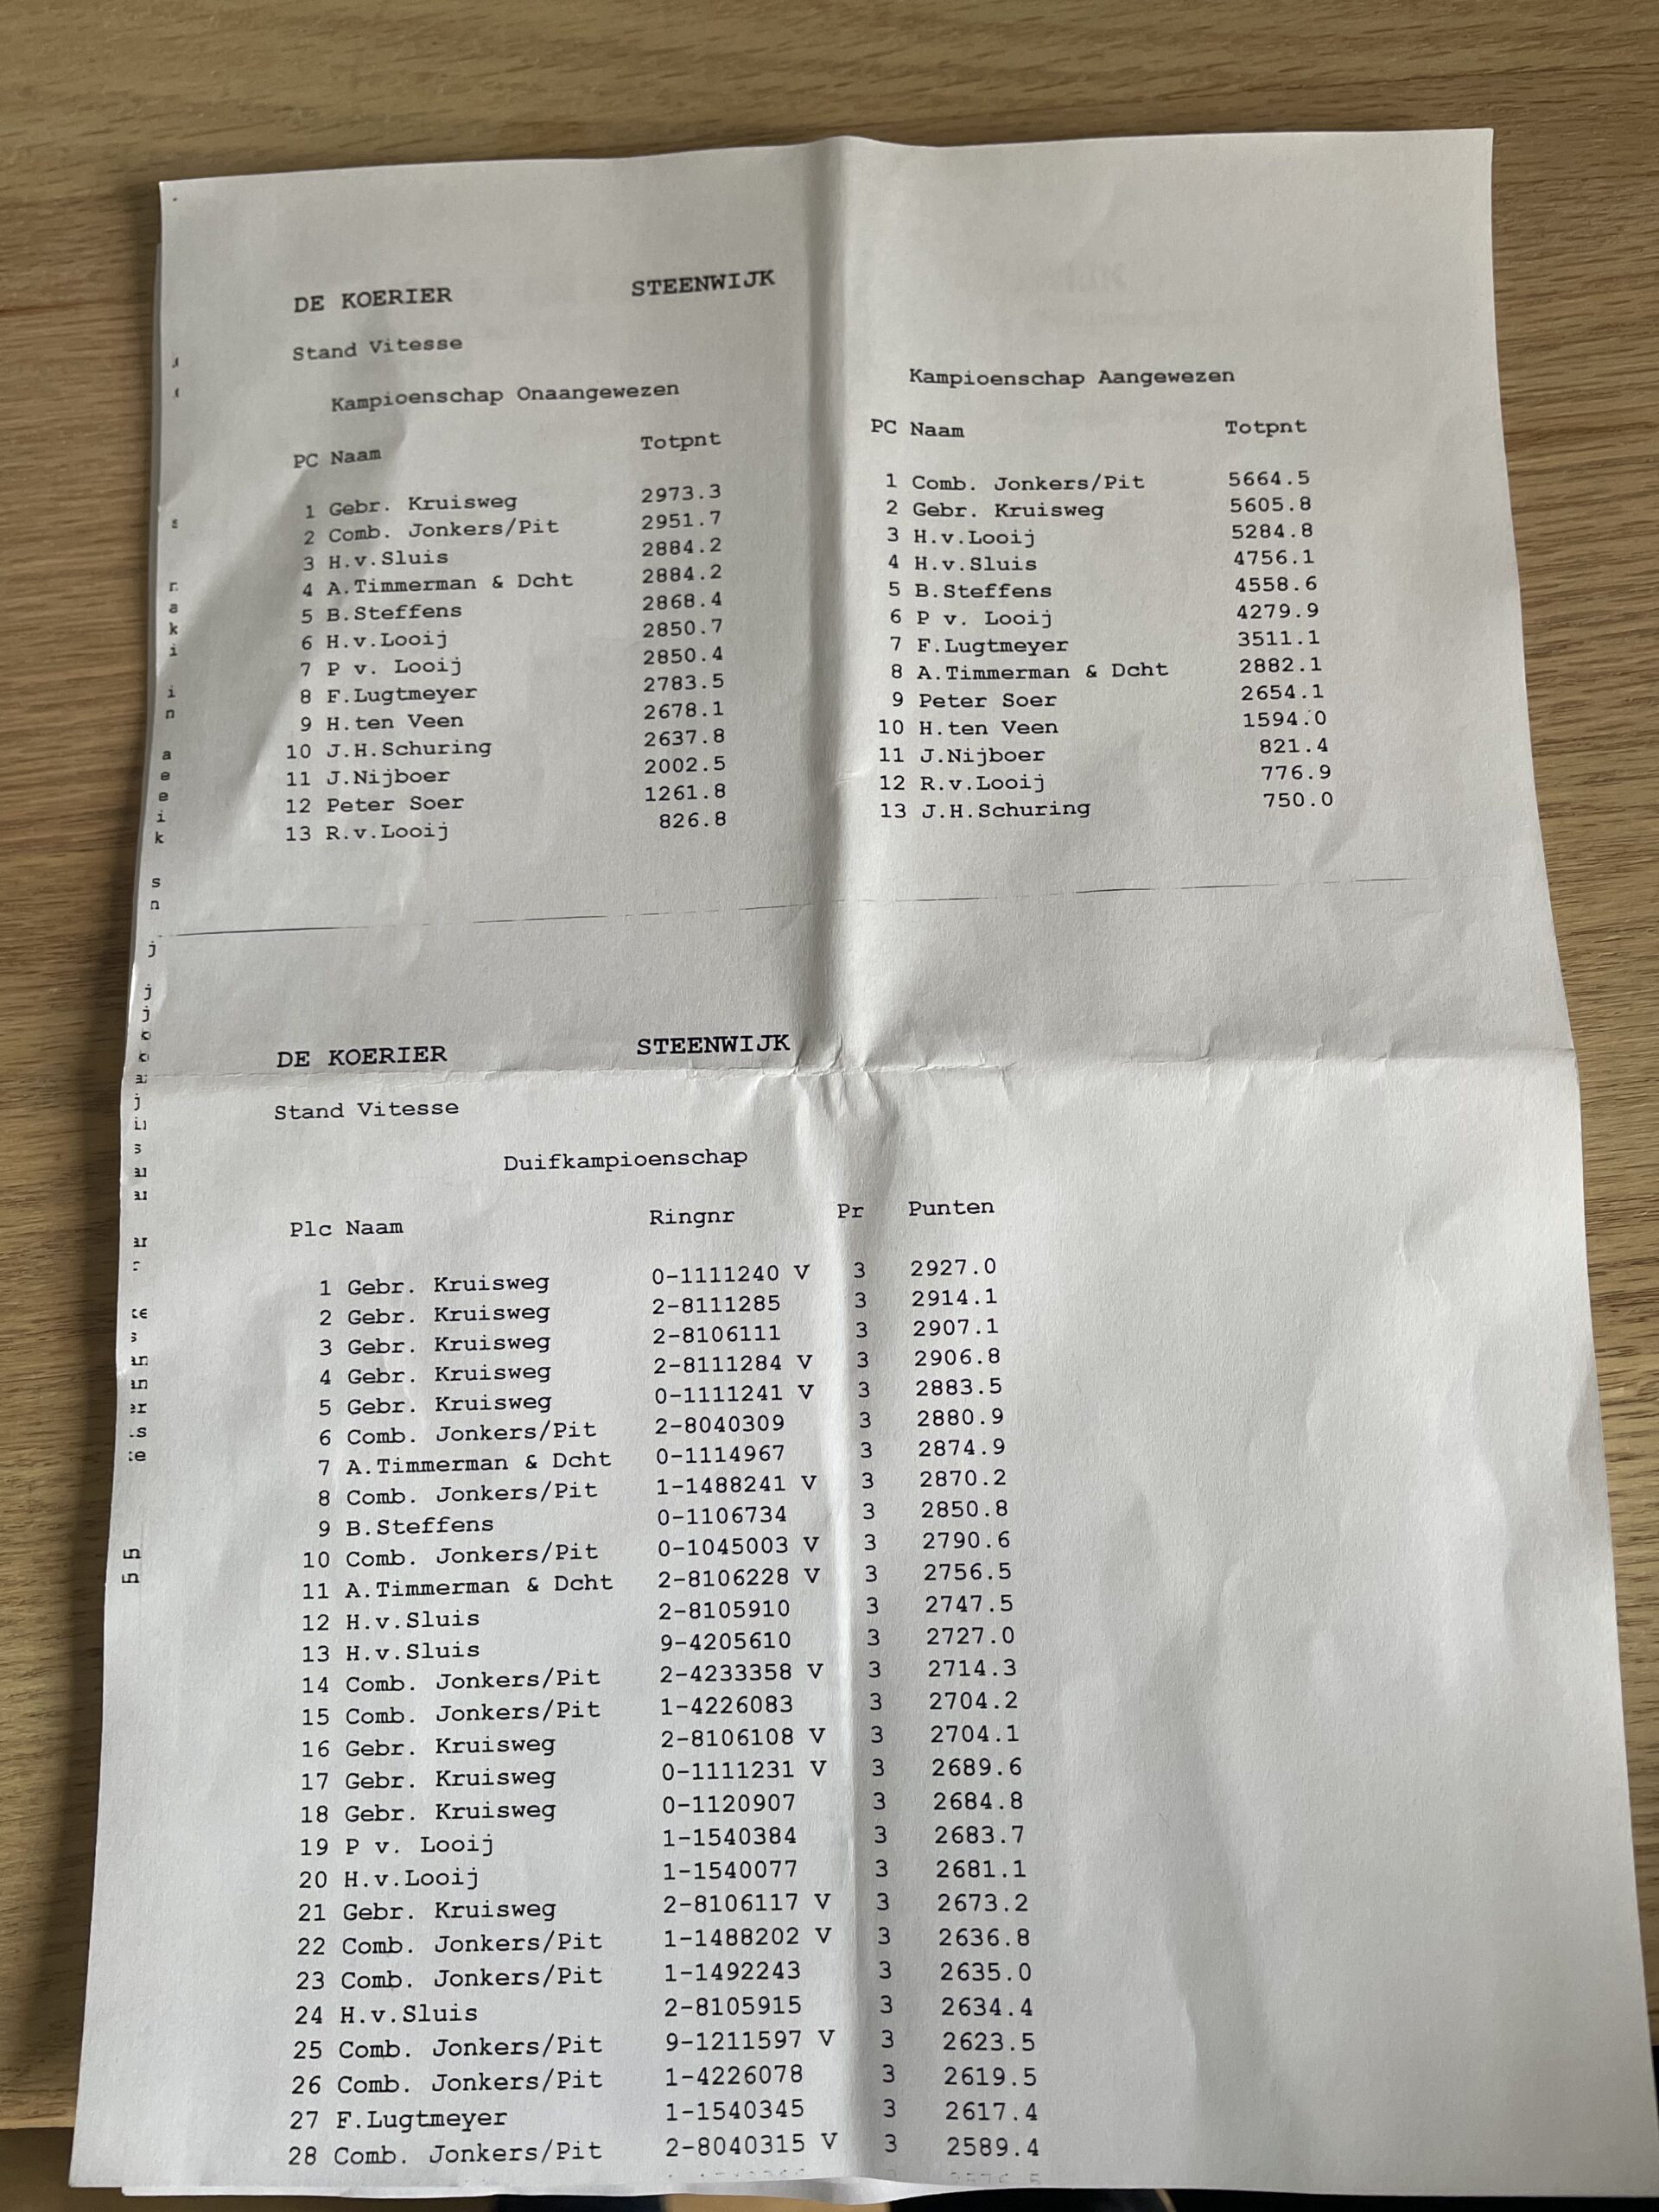 DE KOERIER STEENWIJK
Stand Vitesse
Kampioenschap Onaangewezen
PC Naam Totpnt
1 Gebr. Kruisweg 2973.3
2 Comb. Jonkers/Pit 2951.7
3 H.v.Sluis 2884.2
4 A.Timmerman & Dcht 2884.2
5 B.Steffens 2868.4
6 H.v.Looij 2850.7
7 P v. Looij 2850.4
8 F.Lugtmeyer 2783.5
9 H.ten Veen 2678.1
10 J.H.Schuring 2637.8
11 J.Nijboer 2002.5
12 Peter Soer 1261.8
13 R.v.Looij 826.8
Kampioenschap Aangewezen
PC Naam Totpnt
1 Comb. Jonkers/Pit 5664.5
2 Gebr. Kruisweg 5605.8
3 H.v.Looij 5284.8
4 H.v.Sluis 4756.1
5 B.Steffens 4558.6
6 P v. Looij 4279.9
7 F.Lugtmeyer 3511.1
8 A.Timmerman & Dcht 2882.1
9 Peter Soer 2654.1
10 H.ten Veen 1594.0
11 J.Nijboer 821.4
12 R.v.Looij 776.9
13 J.H.Schuring 750.0
DE KOERIER STEENWIJK
Stand Vitesse
Duifkampioenschap
Plc Naam Ringnr Pr Punten
1 Gebr. Kruisweg 0-1111240 V 3 2927.0
2 Gebr. Kruisweg 2-8111285 3 2914.1
3 Gebr. Kruisweg 2-8106111 3 2907.1
4 Gebr. Kruisweg 2-8111284 V 3 2906.8
5 Gebr. Kruisweg 0-1111241 V 3 2883.5
6 Comb. Jonkers/Pit 2-8040309 3 2880.9
7 A.Timmerman & Dcht 0-1114967 3 2874.9
8 Comb. Jonkers/Pit 1-1488241 V 3 2870.2
9 B.Steffens 0-1106734 3 2850.8
10 Comb. Jonkers/Pit 0-1045003 V 3 2790.6
11 A.Timmerman & Dcht 2-8106228 V 3 2756.5
12 H.v.Sluis 2-8105910 3 2747.5
13 H.v.Sluis 9-4205610 3 2727.0
14 Comb. Jonkers/Pit 2-4233358 V 3 2714.3
15 Comb. Jonkers/Pit 1-4226083 3 2704.2
16 Gebr. Kruisweg 2-8106108 V 3 2704.1
17 Gebr. Kruisweg 0-1111231 V 3 2689.6
18 Gebr. Kruisweg 0-1120907 3 2684.8
19 P v. Looij 1-1540384 3 2683.7
20 H.v.Looij 1-1540077 3 2681.1
21 Gebr. Kruisweg 2-8106117 V 3 2673.2
22 Comb. Jonkers/Pit 1-1488202 V 3 2636.8
23 Comb. Jonkers/Pit 1-1492243 3 2635.0
24 H.v.Sluis 2-8105915 3 2634.4
25 Comb. Jonkers/Pit 9-1211597 V 3 2623.5
26 Comb. Jonkers/Pit 1-4226078 3 2619.5
27 F.Lugtmeyer 1-1540345 3 2617.4
28 Comb. Jonkers/Pit 2-8040315 V 3 2589.4